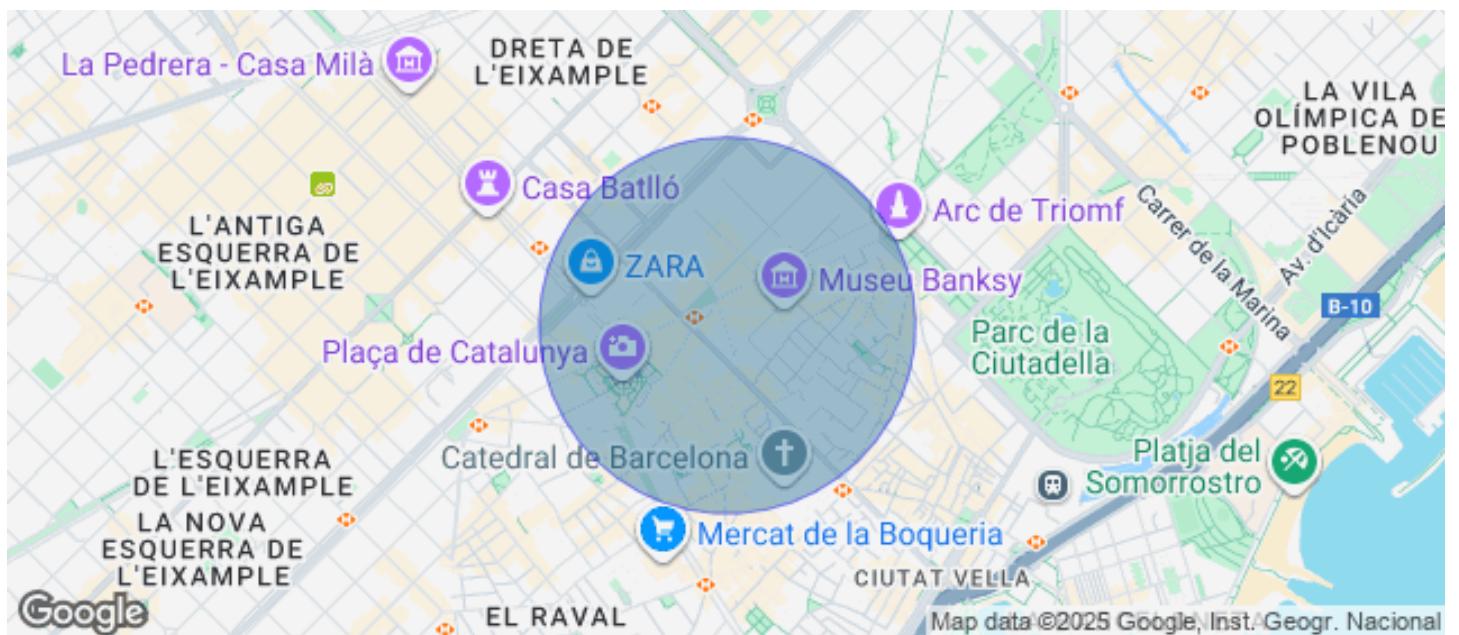 La Pedrera - Casa Milà
DRETA DE
L'EIXAMPLE
LA VILA
OLÍMPICA DE
POBLENOU
Casa Batlló
Arc de Triomf
Carrer de la Marina
Av. d'Icària
L'ANTIGA
ESQUERRA DE
L'EIXAMPLE
ZARA
Museu Banksy
B-10
Plaça de Catalunya
Parc de la
Ciutadella
22
Catedral de Barcelona
Platja del
Somorrostro
L'ESQUERRA
DE L'EIXAMPLE
LA NOVA
ESQUERRA DE
L'EIXAMPLE
Mercat de la Boqueria
CIUTAT VELLA
EL RAVAL
Google
Map data ©2025 Google, Inst. Geogr. Nacional